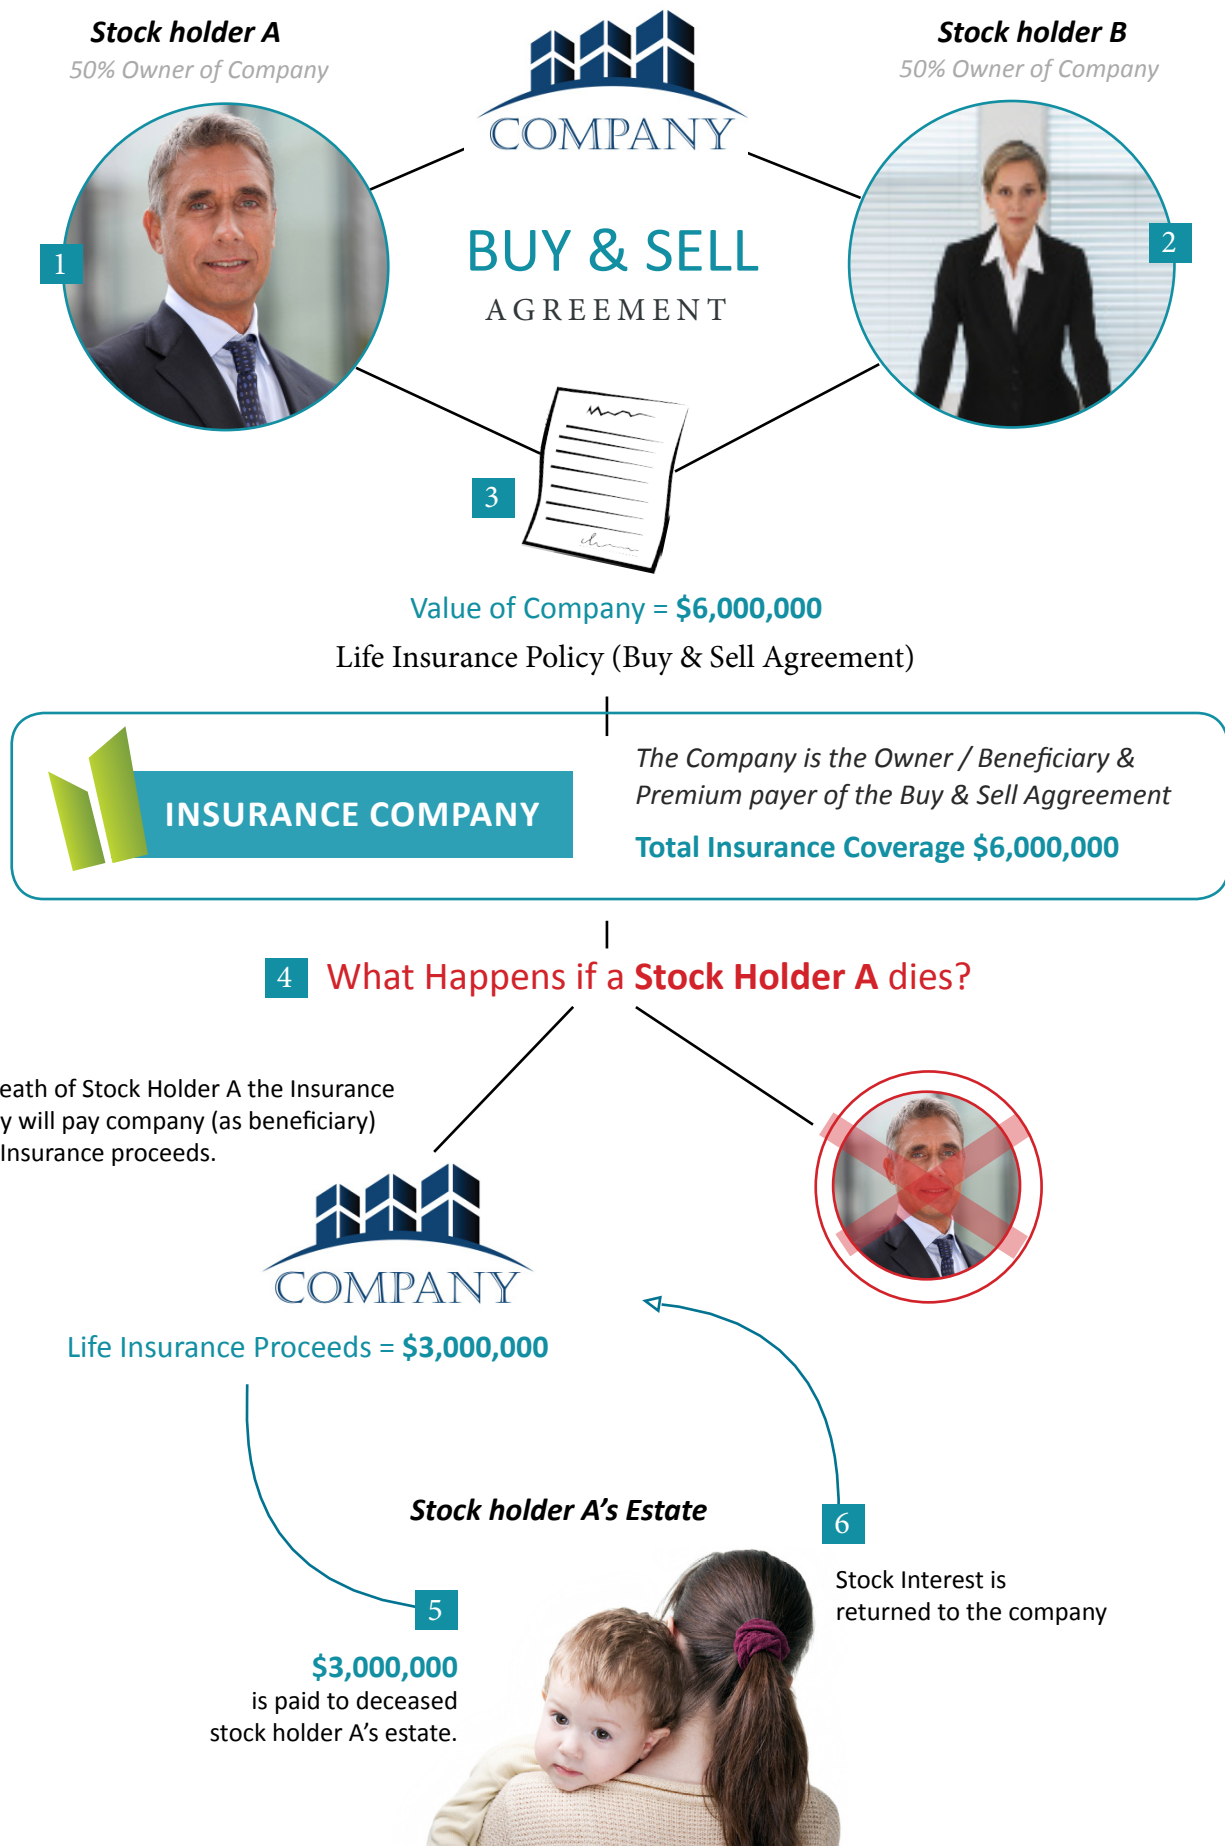 Stock holder A
50% Owner of Company
COMPANY
Stock holder B
50% Owner of Company
1
2
BUY & SELL
AGREEMENT
3
Value of Company = $6,000,000
Life Insurance Policy (Buy & Sell Agreement)
INSURANCE COMPANY
The Company is the Owner / Beneficiary &
Premium payer of the Buy & Sell Aggreement
Total Insurance Coverage $6,000,000
4 What Happens if a Stock Holder A dies?
eath of Stock Holder A the Insurance
y will pay company (as beneficiary)
Insurance proceeds.
COMPANY
Life Insurance Proceeds = $3,000,000
Stock holder A's Estate
5
$3,000,000
is paid to deceased
stock holder A's estate.
6
Stock Interest is
returned to the company